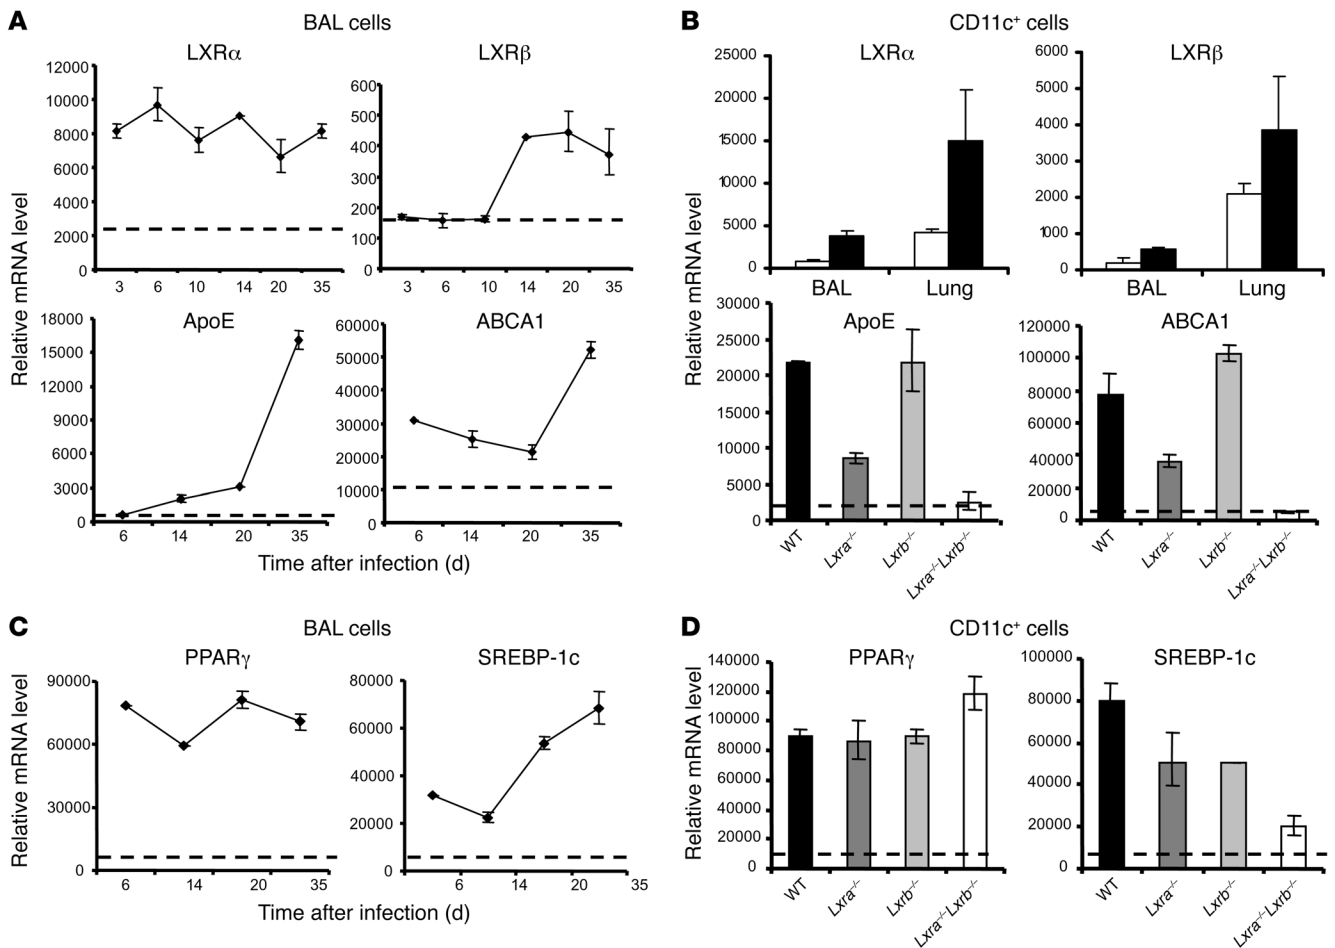 A
BAL cells
LXRα
Relative mRNA level
12000
10000
8000
6000
4000
2000
0
3 6 10 14 20 35
LXRβ
600
500
400
300
200
100
0
3 6 10 14 20 35
ApoE
18000
15000
12000
9000
6000
3000
0
6 14 20 35
ABCA1
60000
50000
40000
30000
20000
10000
0
6 14 20 35
Time after infection (d)
B
CD11c⁺ cells
LXRα
Relative mRNA level
25000
20000
15000
10000
5000
0
BAL Lung
LXRβ
6000
5000
4000
3000
2000
1000
0
BAL Lung
ApoE
30000
25000
20000
15000
10000
5000
0
WT Lxra⁻/⁻ Lxrb⁻/⁻ Lxra⁻/⁻Lxrb⁻/⁻
ABCA1
120000
100000
80000
60000
40000
20000
0
WT Lxra⁻/⁻ Lxrb⁻/⁻ Lxra⁻/⁻Lxrb⁻/⁻
C
BAL cells
PPARγ
Relative mRNA level
90000
60000
30000
0
6 14 20 35
SREBP-1c
80000
60000
40000
20000
0
6 14 20 35
Time after infection (d)
D
CD11c⁺ cells
PPARγ
Relative mRNA level
140000
120000
100000
80000
60000
40000
20000
0
WT Lxra⁻/⁻ Lxrb⁻/⁻ Lxra⁻/⁻Lxrb⁻/⁻
SREBP-1c
100000
80000
60000
40000
20000
0
WT Lxra⁻/⁻ Lxrb⁻/⁻ Lxra⁻/⁻Lxrb⁻/⁻